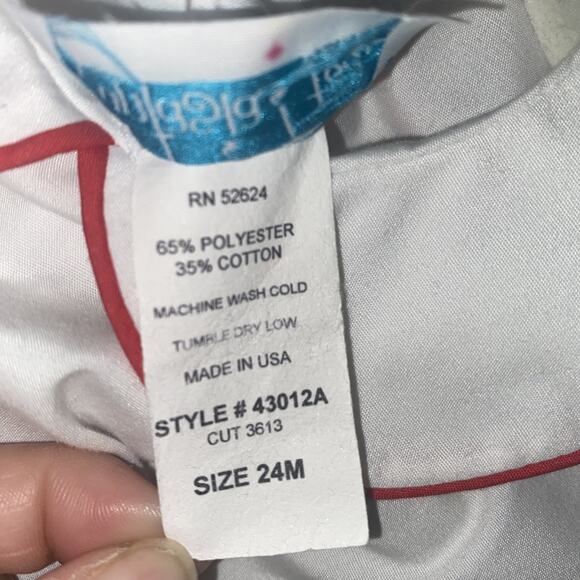 RN 52624
65% POLYESTER
35% COTTON
MACHINE WASH COLD
TUMBLE DRY LOW
MADE IN USA
STYLE # 43012A
CUT 3613
SIZE 24M